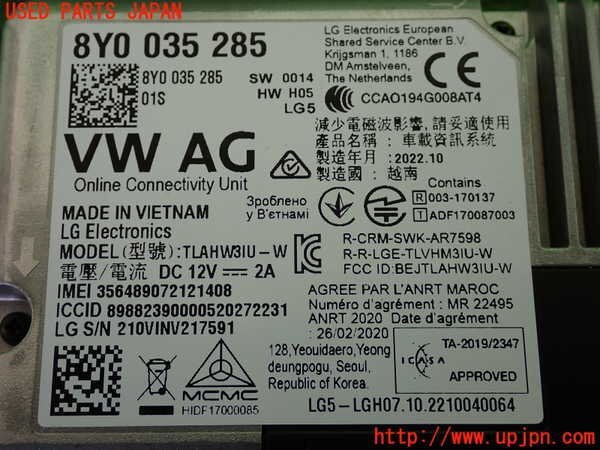 USED PARTS JAPAN
8Y0 035 285
8Y0 035 285
01S
SW 0014
HW H05
LG5
LG Electronics European
Shared Service Center B.V.
Krijgsman 1, 1186
DM Amstelveen,
The Netherlands
CCAO194G008AT4
減少電磁波影響,請妥適使用
產品名稱：車載資訊系統
製造年月：2022.10
製造國：越南
VW AG
Online Connectivity Unit
MADE IN VIETNAM
LG Electronics
Зроблено
у В'єтнамі
Contains
R 003-170137
T ADF170087003
MODEL(型號):TLAHW3IU-W
電壓/電流 DC 12V 2A
IMEI 356489072121408
ICCID 89882390000520272231
LG S/N 210VINV217591
R-CRM-SWK-AR7598
R-R-LGE-TLVHM3IU-W
FCC ID:BEJTLAHW3IU-W
AGREE PAR L'ANRT MAROC
Numéro d'agrément : MR 22495
ANRT 2020 Date d'agrément
: 26/02/2020
MCMC
HIDF17000085
128,Yeouidaero,Yeong
deungpogu, Seoul,
Republic of Korea.
ICASA
TA-2019/2347
APPROVED
LG5-LGH07.10.2210040064
http://www.upjpn.com/